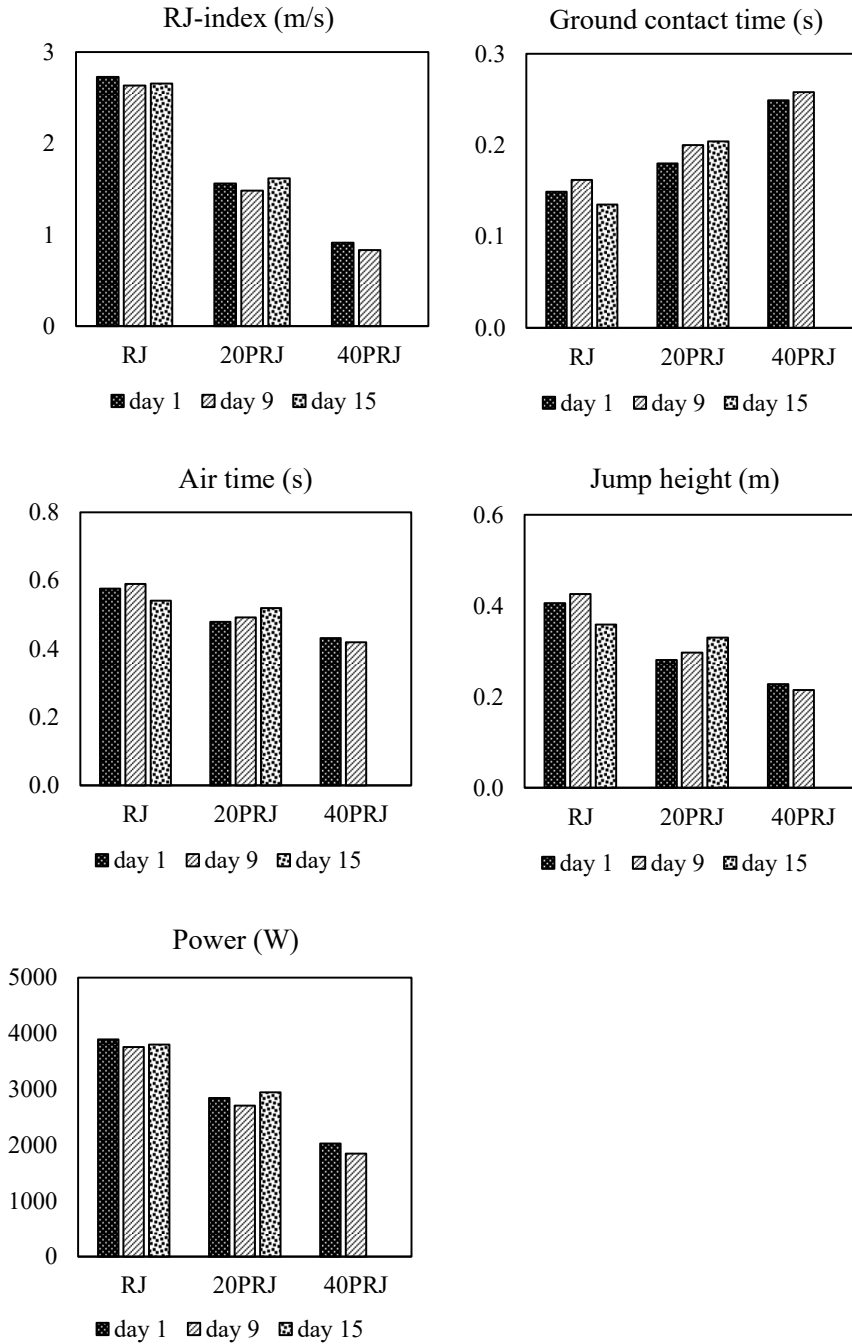 RJ-index (m/s)
3
2
1
0
RJ 20PRJ 40PRJ
day 1 day 9 day 15
Ground contact time (s)
0.3
0.2
0.1
0.0
RJ 20PRJ 40PRJ
day 1 day 9 day 15
Air time (s)
0.8
0.6
0.4
0.2
0.0
RJ 20PRJ 40PRJ
day 1 day 9 day 15
Jump height (m)
0.6
0.4
0.2
0.0
RJ 20PRJ 40PRJ
day 1 day 9 day 15
Power (W)
5000
4000
3000
2000
1000
0
RJ 20PRJ 40PRJ
day 1 day 9 day 15